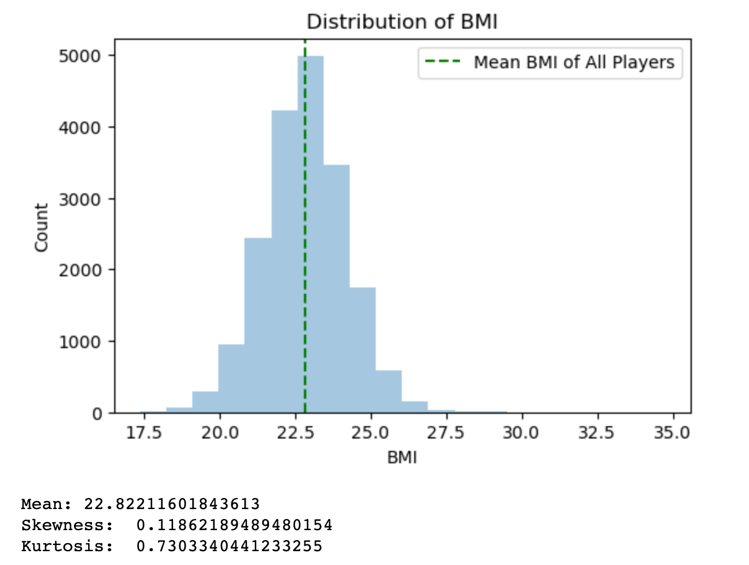 Distribution of BMI
Mean BMI of All Players
5000
4000
3000
2000
1000
0
Count
17.5 20.0 22.5 25.0 27.5 30.0 32.5 35.0
BMI
Mean: 22.82211601843613
Skewness: 0.11862189489480154
Kurtosis: 0.7303340441233255